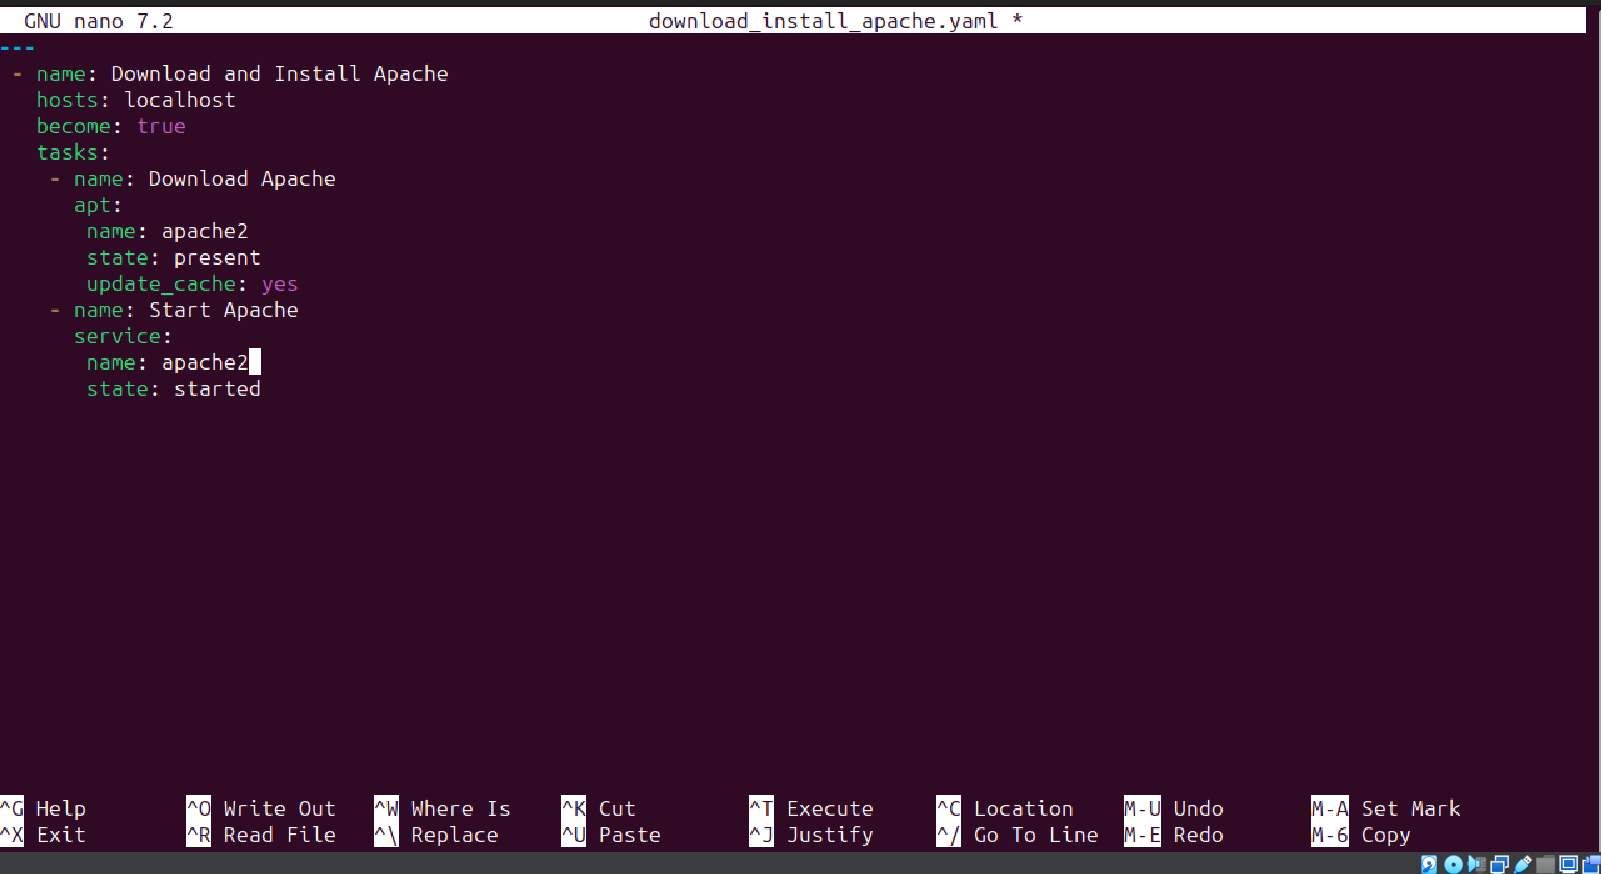 GNU nano 7.2 download_install_apache.yaml *
---
 - name: Download and Install Apache
   hosts: localhost
   become: true
   tasks:
    - name: Download Apache
      apt:
       name: apache2
       state: present
       update_cache: yes
    - name: Start Apache
      service:
       name: apache2
       state: started
^G Help ^O Write Out ^W Where Is ^K Cut ^T Execute ^C Location M-U Undo M-A Set Mark
^X Exit ^R Read File ^\ Replace ^U Paste ^J Justify ^/ Go To Line M-E Redo M-6 Copy